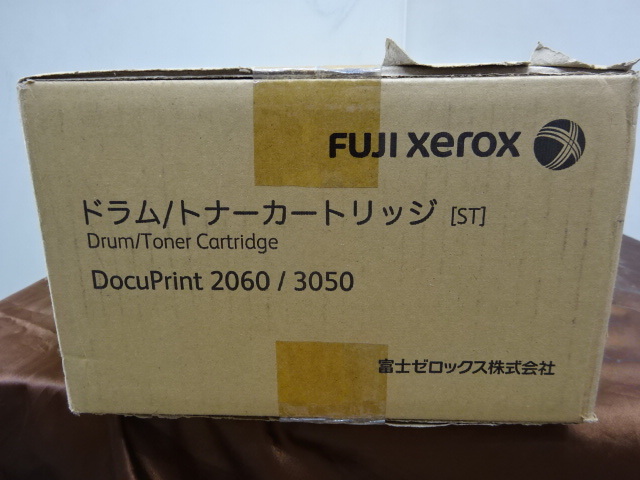 FUJI xerox
ドラム/トナーカートリッジ [ST]
Drum/Toner Cartridge
DocuPrint 2060 / 3050
富士ゼロックス株式会社